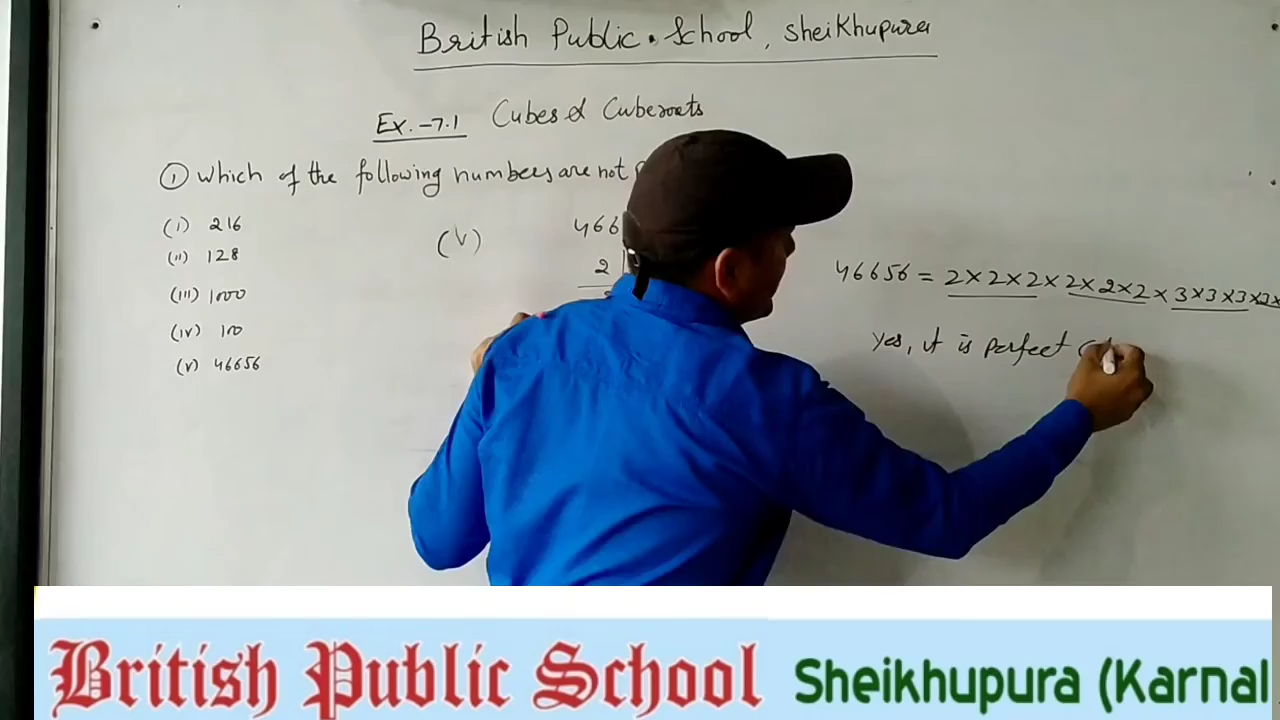 British Public School, Sheikhupura
Ex.-7.1 Cubes & Cuberoots
① Which of the following numbers are not
(i) 216
(ii) 128
(iii) 1000
(iv) 100
(v) 46656
(V)
466
2
46656 = 2×2×2×2×2×2×3×3×3×
Yes, it is perfect
British Public School Sheikhupura (Karnal